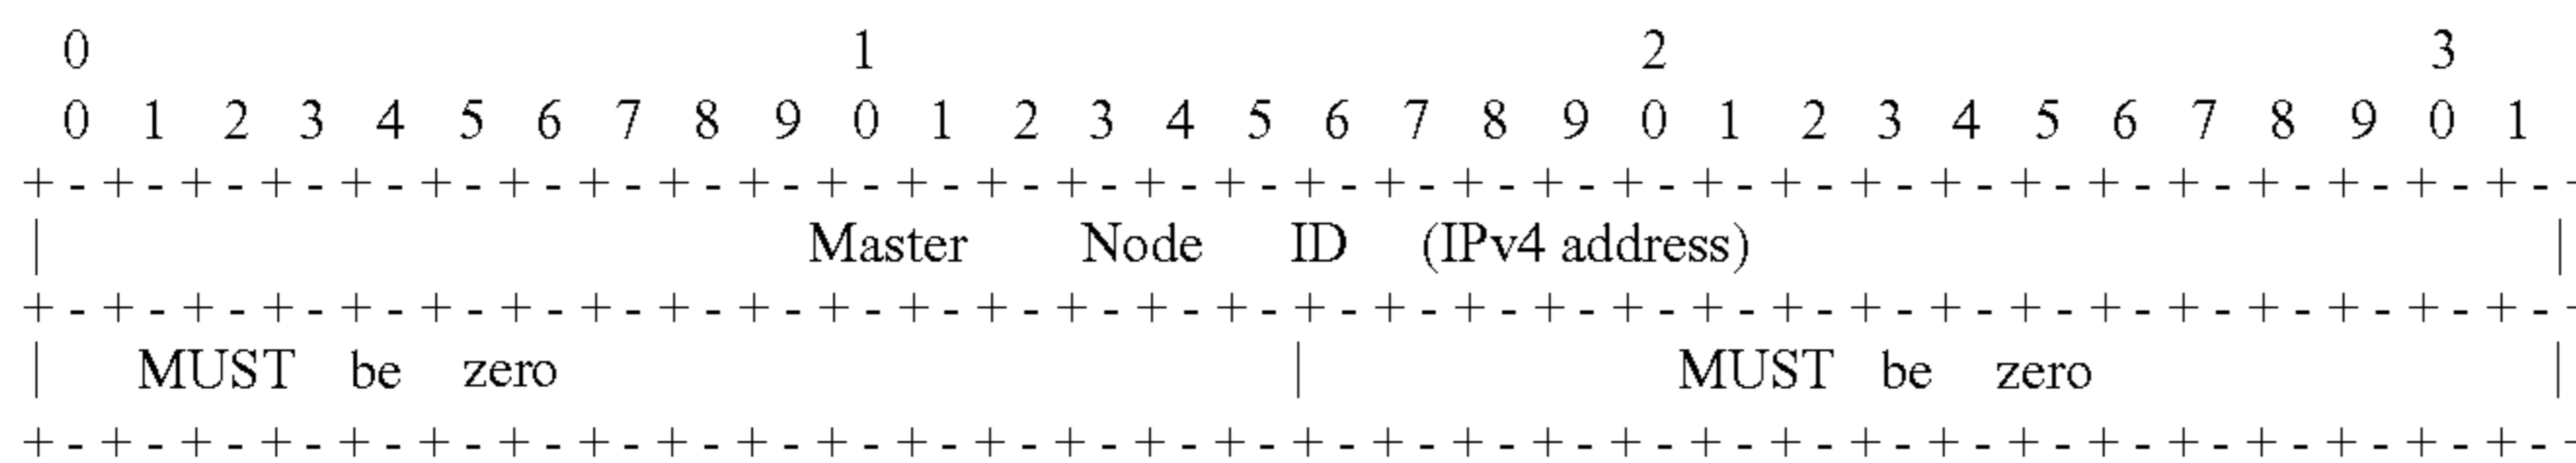 0 1 2 3
0 1 2 3 4 5 6 7 8 9 0 1 2 3 4 5 6 7 8 9 0 1 2 3 4 5 6 7 8 9 0 1
+-+-+-+-+-+-+-+-+-+-+-+-+-+-+-+-+-+-+-+-+-+-+-+-+-+-+-+-+-+-+-+-+
| Master Node ID (IPv4 address) |
+-+-+-+-+-+-+-+-+-+-+-+-+-+-+-+-+-+-+-+-+-+-+-+-+-+-+-+-+-+-+-+-+
| MUST be zero | MUST be zero |
+-+-+-+-+-+-+-+-+-+-+-+-+-+-+-+-+-+-+-+-+-+-+-+-+-+-+-+-+-+-+-+-+